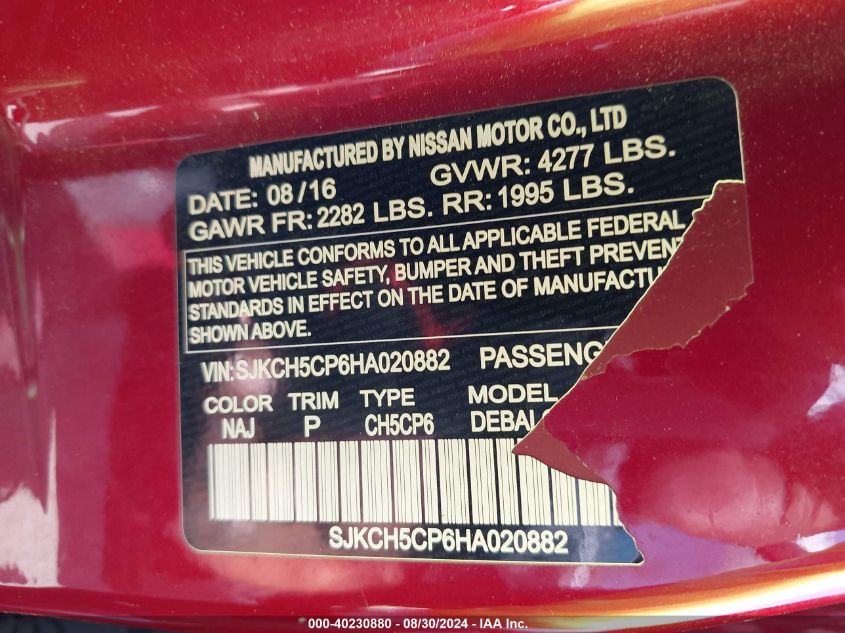 MANUFACTURED BY NISSAN MOTOR CO., LTD
DATE: 08/16 GVWR: 4277 LBS.
GAWR FR: 2282 LBS. RR: 1995 LBS.
THIS VEHICLE CONFORMS TO ALL APPLICABLE FEDERAL
MOTOR VEHICLE SAFETY, BUMPER AND THEFT PREVENT
STANDARDS IN EFFECT ON THE DATE OF MANUFACTU
SHOWN ABOVE.
VIN: SJKCH5CP6HA020882 PASSENG
COLOR TRIM TYPE MODEL
NAJ P CH5CP6 DEBAL
SJKCH5CP6HA020882
000-40230880 - 08/30/2024 - IAA Inc.